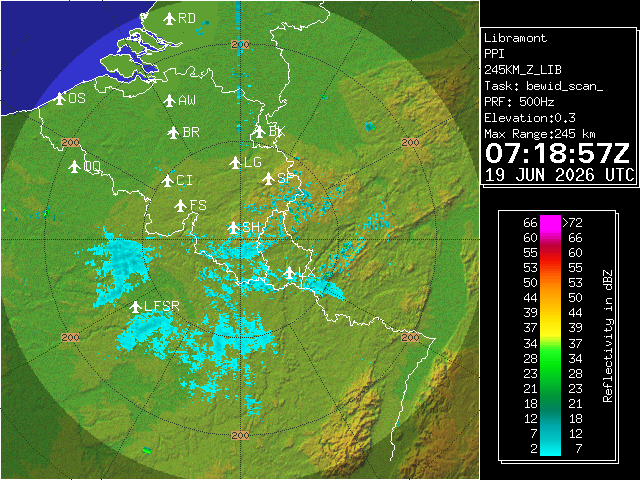 RD
200
OS
AW
BR
BK
200
200
OQ
LG
CI
SP
FS
SH
LX
LFSR
200
200
200
Libramont
PPI
245KM_Z_LIB
Task: bewid_scan_
PRF: 500Hz
Elevation:0.3
Max Range:245 km
07:18:57Z
19 JUN 2026 UTC
66 >72
60 66
55 60
53 55
50 53
44 50
39 44
37 39
34 37
28 34
23 28
21 23
18 21
12 18
7 12
2 7
Reflectivity in dBZ